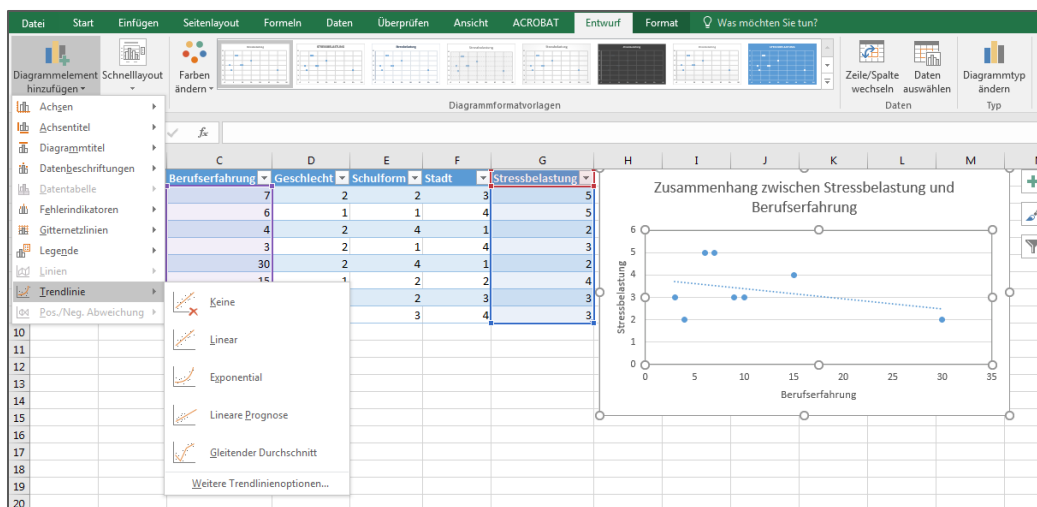 Datei Start Einfügen Seitenlayout Formeln Daten Überprüfen Ansicht ACROBAT Entwurf Format Was möchten Sie tun?
Diagrammelement Schnelllayout Farben Zeile/Spalte Daten Diagrammtyp
hinzufügen ändern wechseln auswählen ändern
Diagrammformatvorlagen Daten Typ
Achsen
Achsentitel
Diagrammtitel
Datenbeschriftungen
Datentabelle
Fehlerindikatoren
Gitternetzlinien
Legende
Linien
Trendlinie
Pos./Neg. Abweichung
Keine
Linear
Exponential
Lineare Prognose
Gleitender Durchschnitt
Weitere Trendlinienoptionen...
fx
C D E F G H I J K L M
Berufserfahrung Geschlecht Schulform Stadt Stressbelastung
7 2 2 3 5
6 1 1 4 5
4 2 4 1 2
3 2 1 4 3
30 2 4 1 2
15 1 2 2 4
2 3 3
3 4 3
10
11
12
13
14
15
16
17
18
19
20
Zusammenhang zwischen Stressbelastung und
Berufserfahrung
Stressbelastung
6
5
4
3
2
1
0
0 5 10 15 20 25 30 35
Berufserfahrung